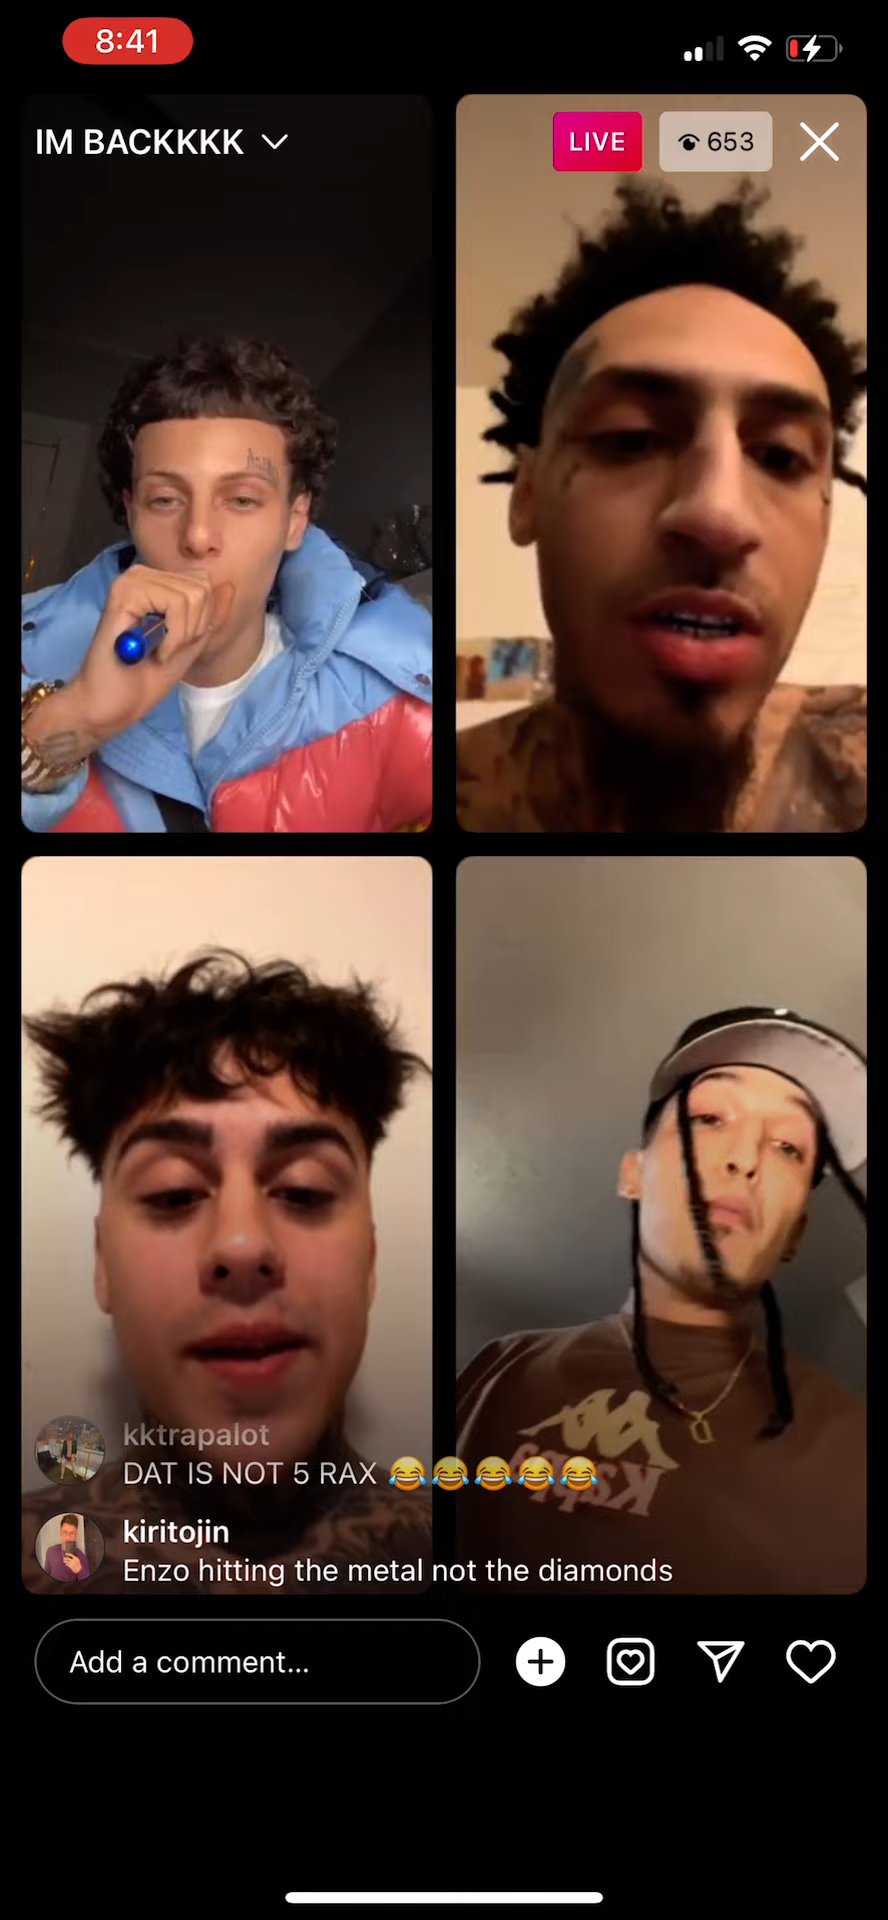 8:41
IM BACKKKK
LIVE
653
kktrapalot
DAT IS NOT 5 RAX 😂😂😂😂😂
kiritojin
Enzo hitting the metal not the diamonds
Add a comment...